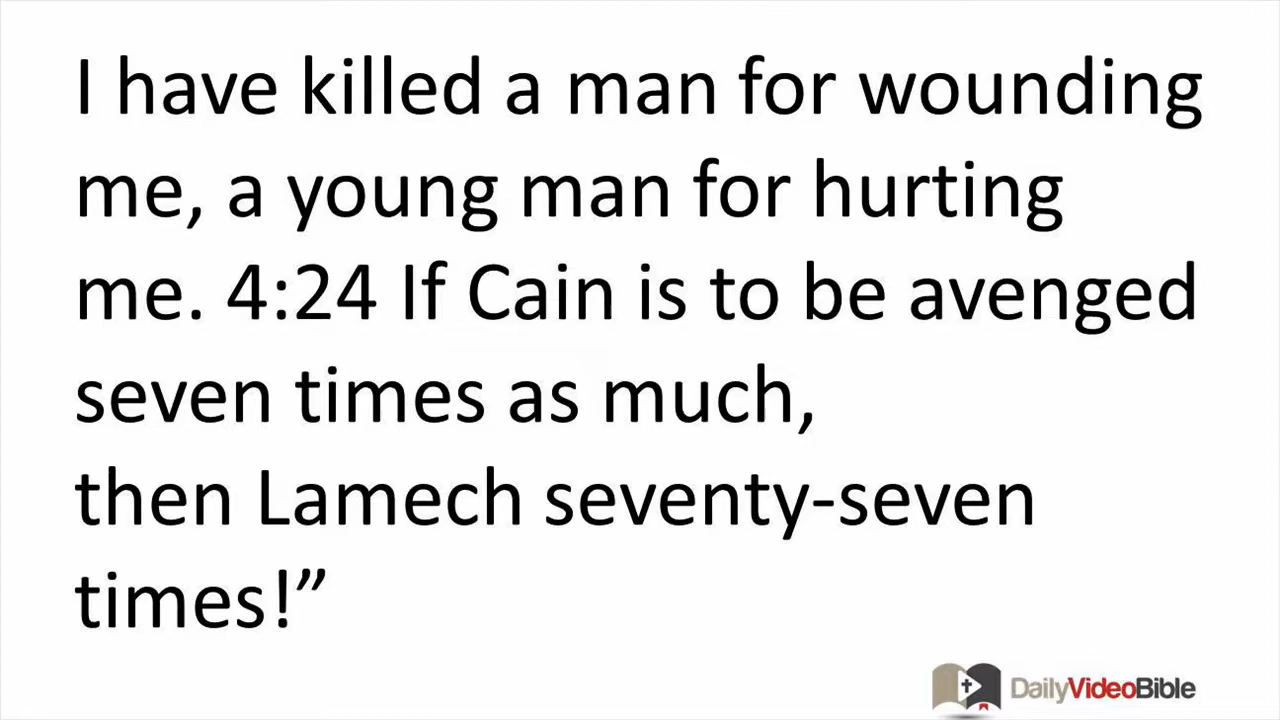 I have killed a man for wounding
me, a young man for hurting
me. 4:24 If Cain is to be avenged
seven times as much,
then Lamech seventy-seven
times!”
DailyVideoBible